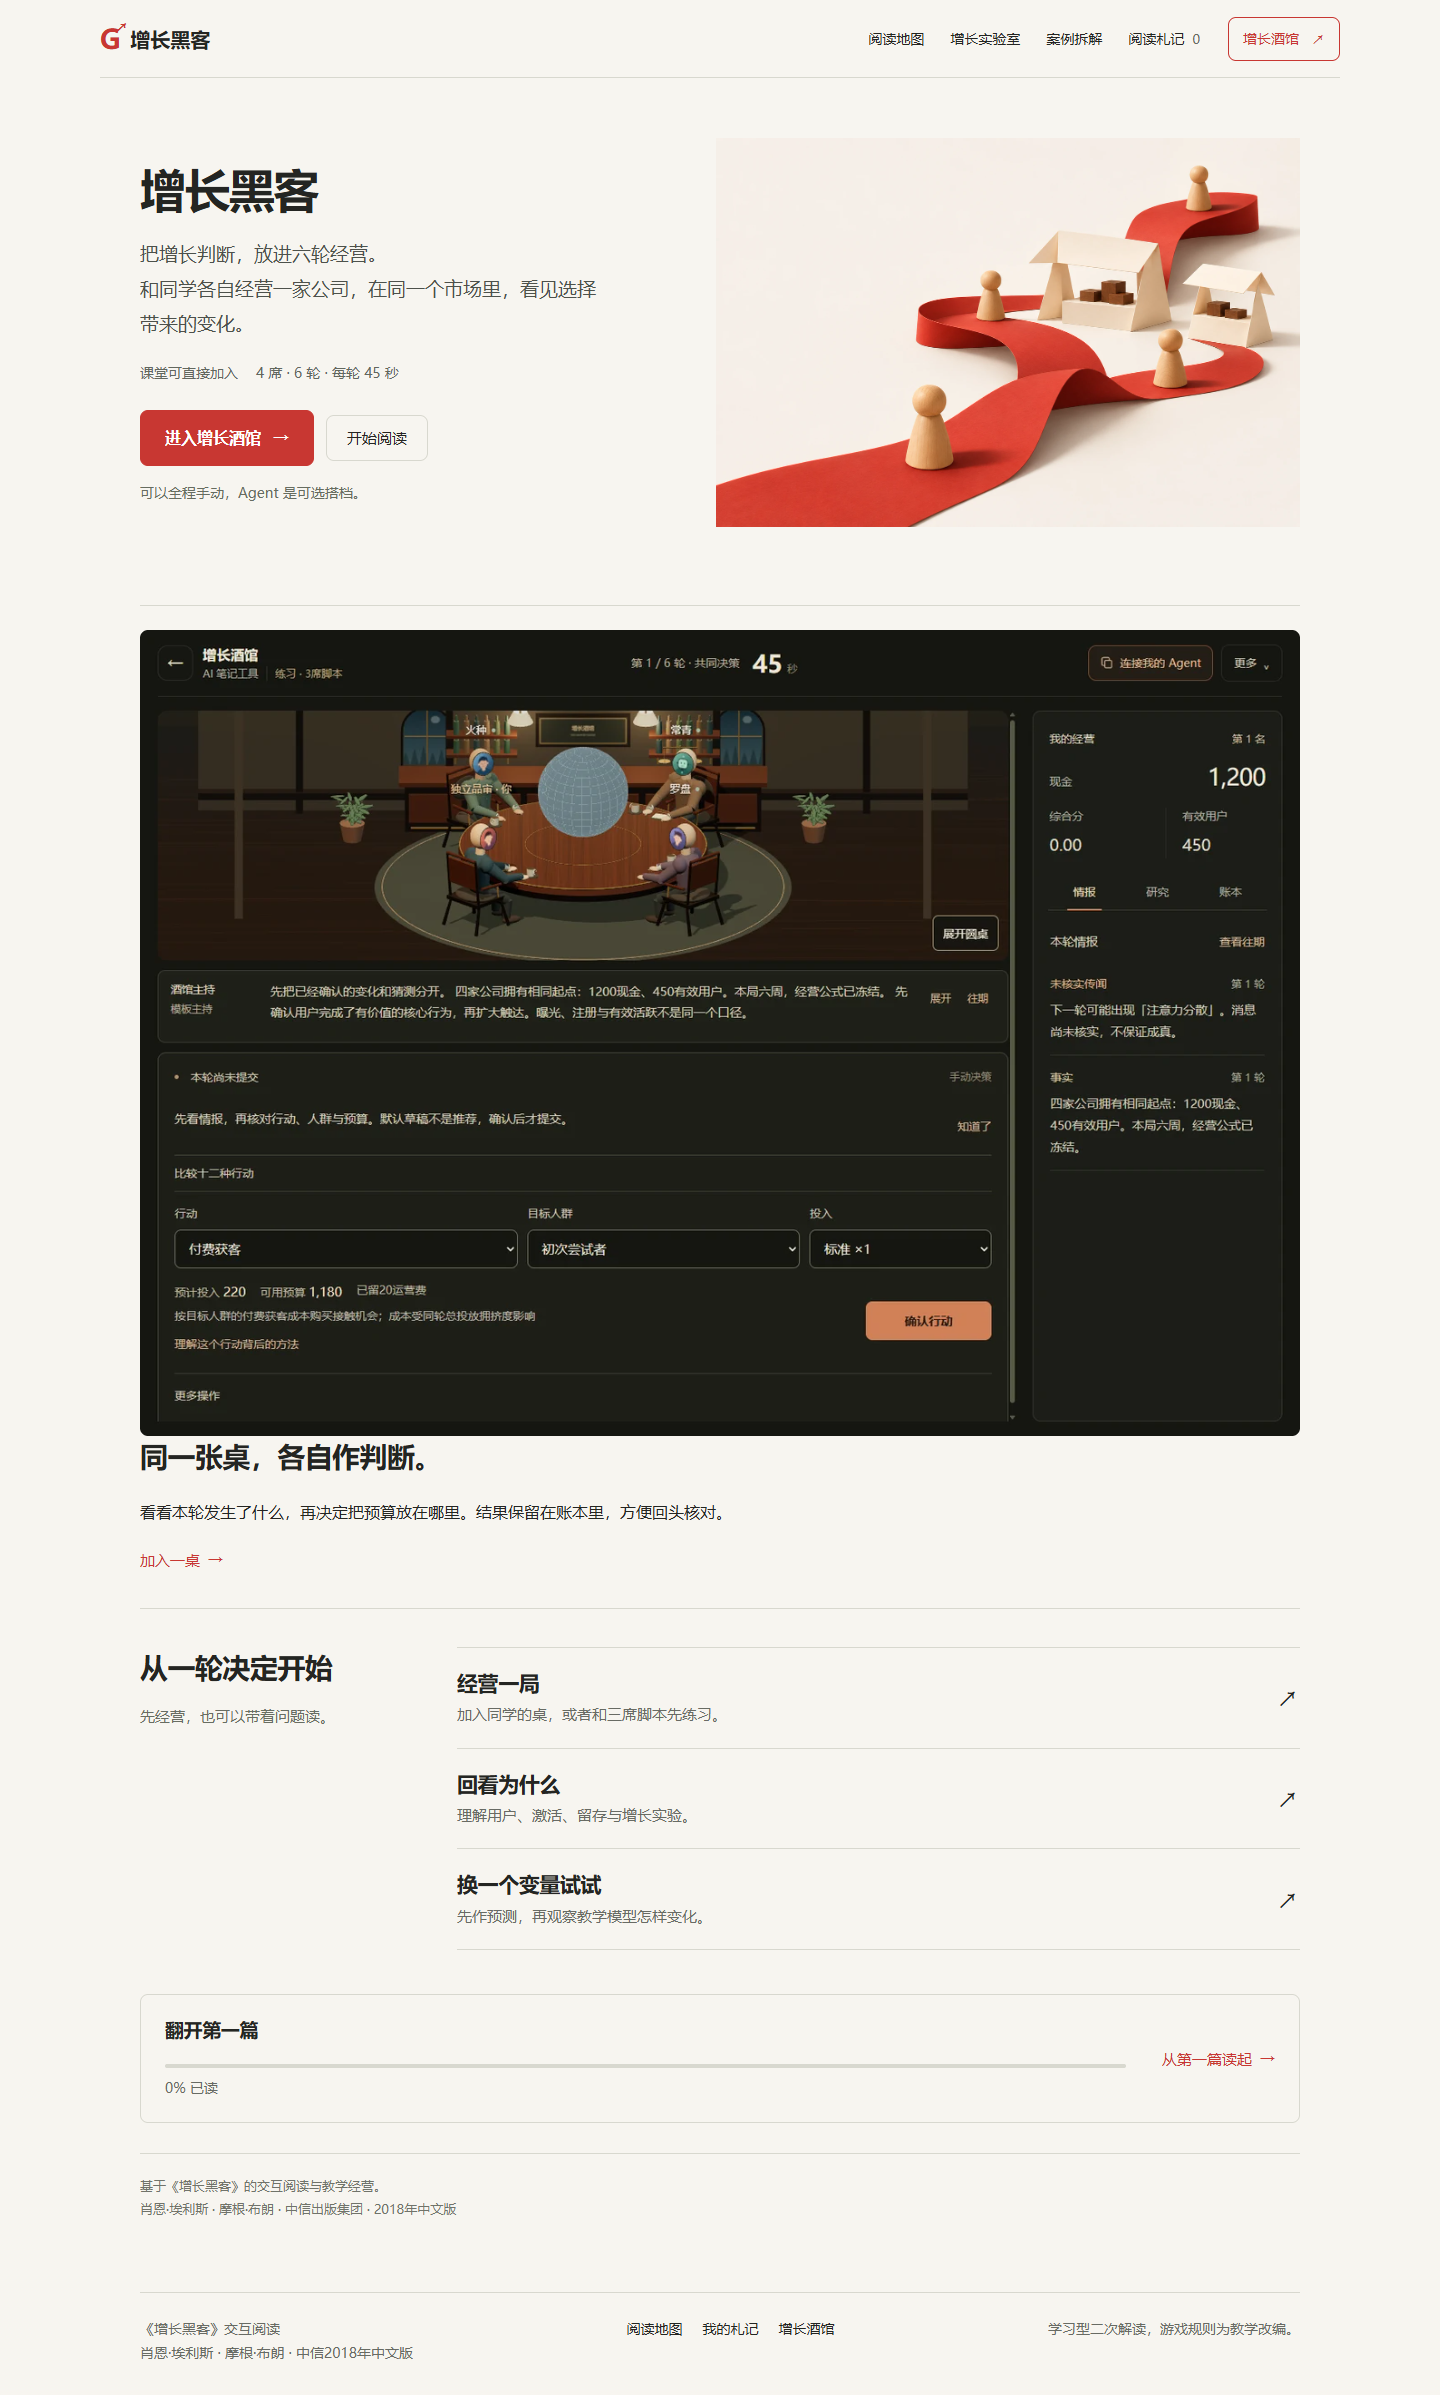 G 增长黑客
阅读地图 增长实验室 案例拆解 阅读札记 0 增长酒馆 ↗
增长黑客
把增长判断，放进六轮经营。
和同学各自经营一家公司，在同一个市场里，看见选择
带来的变化。
课堂可直接加入 4 席 · 6 轮 · 每轮 45 秒
进入增长酒馆 →
开始阅读
可以全程手动，Agent 是可选搭档。
← 增长酒馆
AI 笔记工具 练习 · 3席脚本
第 1 / 6 轮 · 共同决策 45 秒
连接我的 Agent
更多
火种
常青
独立品审 · 你
罗盘
展开圆桌
酒馆主持
模板主持
先把已经确认的变化和猜测分开。 四家公司拥有相同起点：1200现金、450有效用户。本局六周，经营公式已冻结。 先
确认用户完成了有价值的核心行为，再扩大触达。曝光、注册与有效活跃不是同一个口径。
展开 往期
本轮尚未提交 手动决策
先看情报，再核对行动、人群与预算。默认草稿不是推荐，确认后才提交。
知道了
比较十二种行动
行动 目标人群 投入
付费获客 初次尝试者 标准 ×1
预计投入 220 可用预算 1,180 已留20运营费
按目标人群的付费获客成本购买接触机会；成本受同轮总投放拥挤度影响
确认行动
理解这个行动背后的方法
更多操作
我的经营 第 1 名
现金 1,200
综合分 有效用户
0.00 450
情报 研究 账本
本轮情报 查看往期
未核实传闻 第 1 轮
下一轮可能出现「注意力分散」。消息
尚未核实，不保证成真。
事实 第 1 轮
四家公司拥有相同起点：1200现金、
450有效用户。本局六周，经营公式已
冻结。
同一张桌，各自作判断。
看看本轮发生了什么，再决定把预算放在哪里。结果保留在账本里，方便回头核对。
加入一桌 →
从一轮决定开始
先经营，也可以带着问题读。
经营一局
加入同学的桌，或者和三席脚本先练习。
↗
回看为什么
理解用户、激活、留存与增长实验。
↗
换一个变量试试
先作预测，再观察教学模型怎样变化。
↗
翻开第一篇
0% 已读
从第一篇读起 →
基于《增长黑客》的交互阅读与教学经营。
肖恩·埃利斯 · 摩根·布朗 · 中信出版集团 · 2018年中文版
《增长黑客》交互阅读
肖恩·埃利斯 · 摩根·布朗 · 中信2018年中文版
阅读地图 我的札记 增长酒馆
学习型二次解读，游戏规则为教学改编。